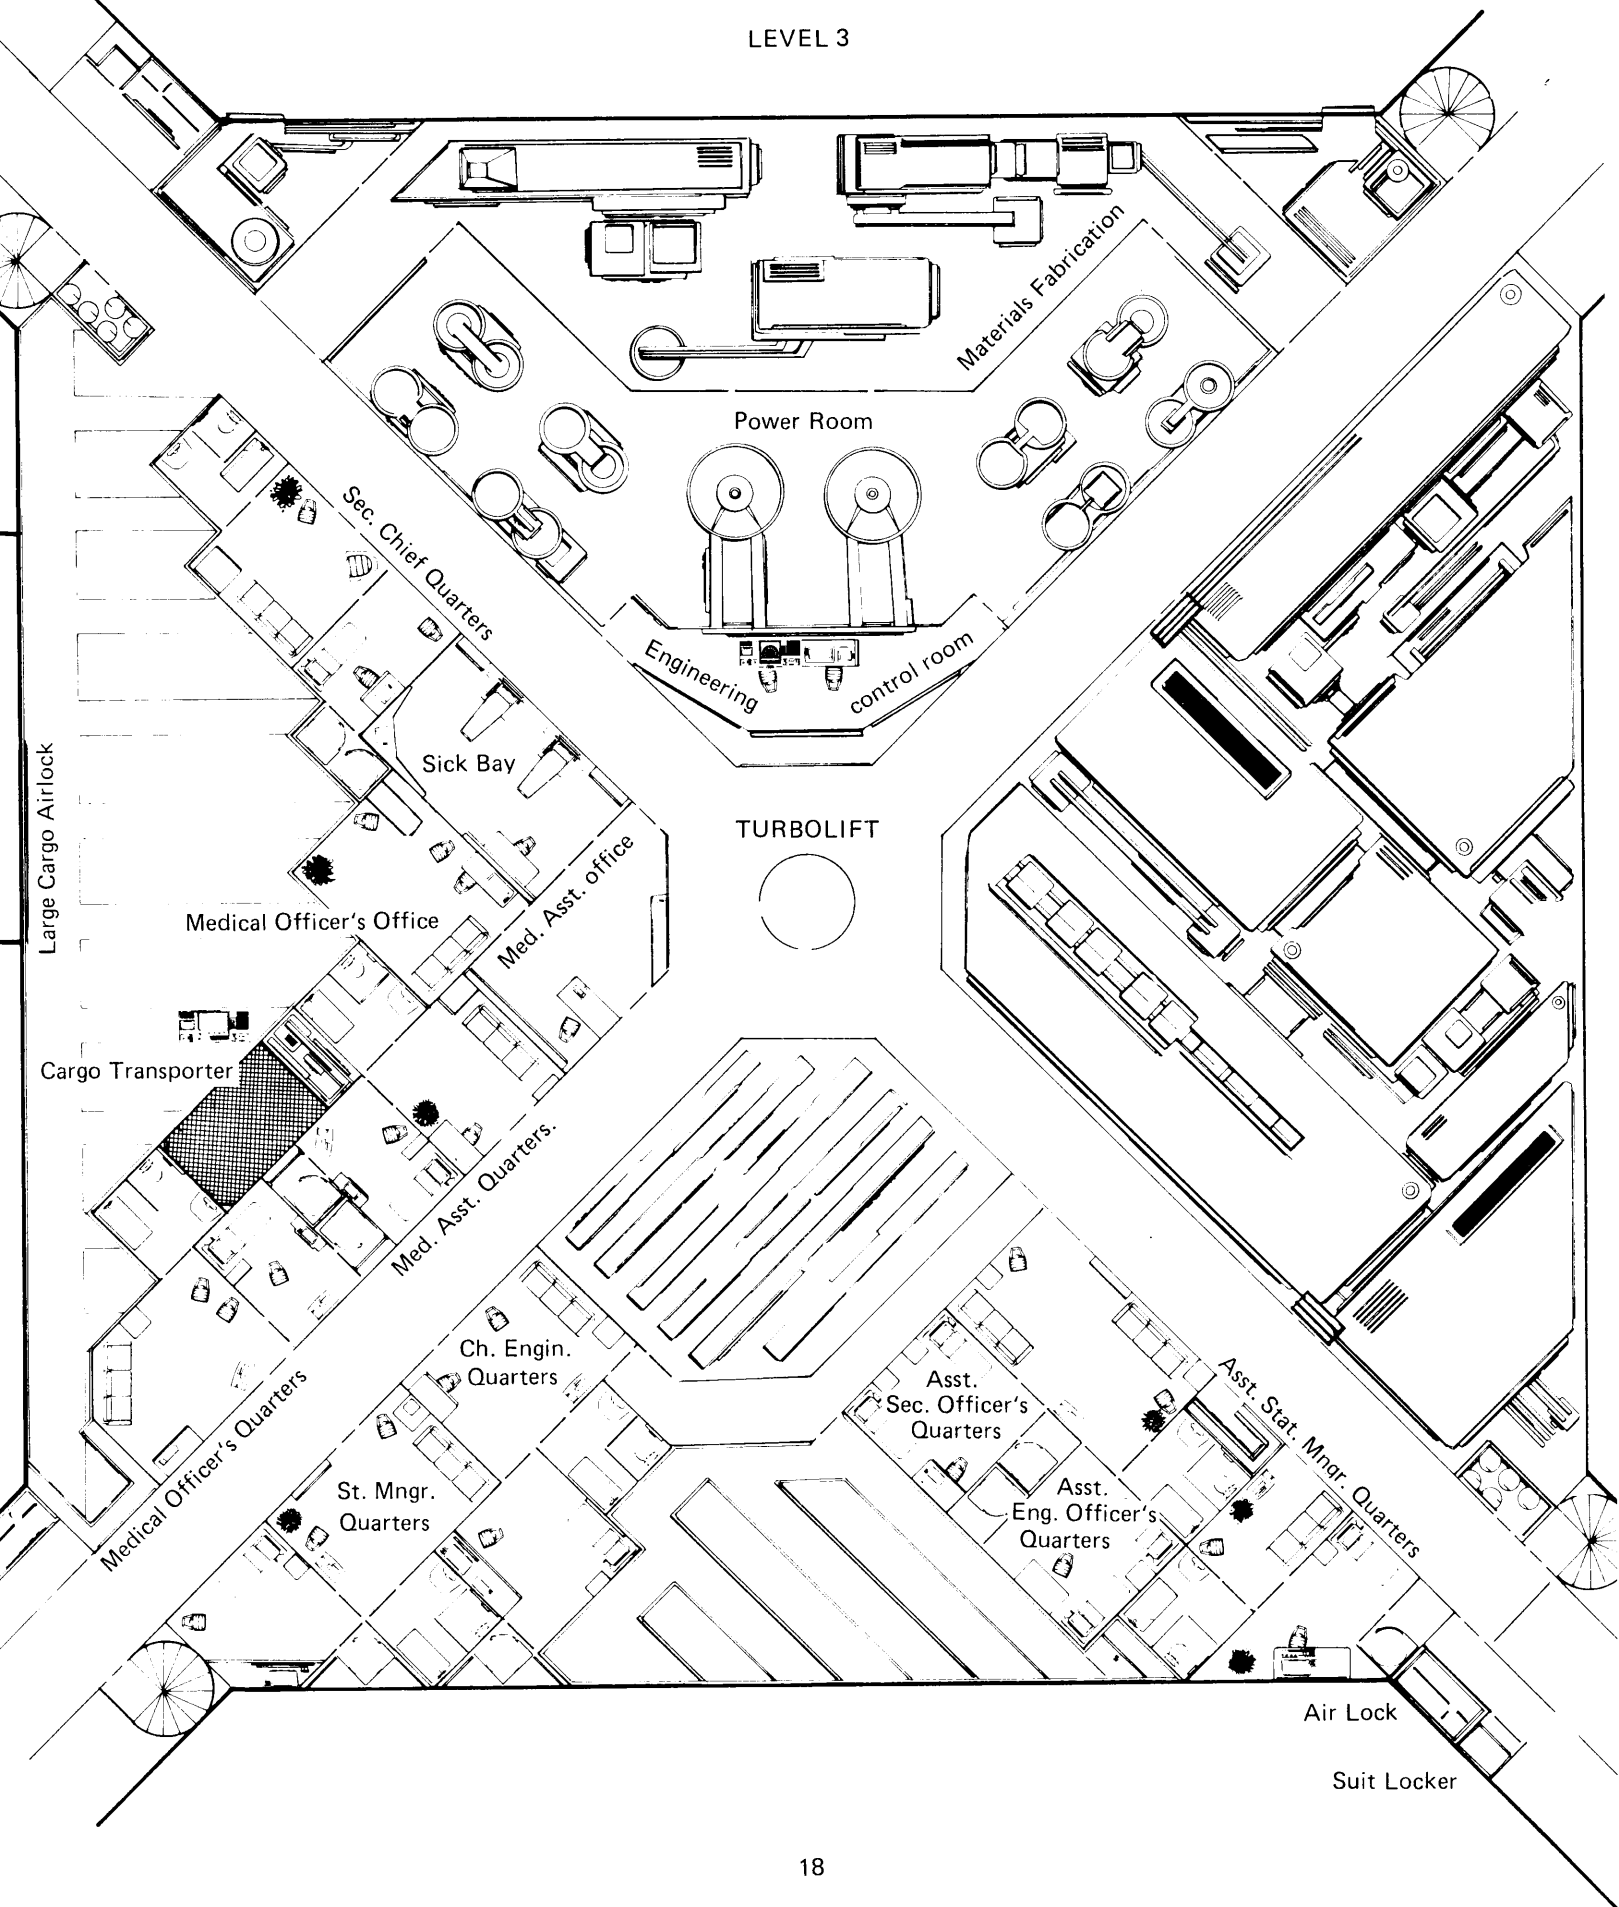 LEVEL 3
Materials Fabrication
Power Room
Sec. Chief Quarters
Engineering
control room
Sick Bay
Large Cargo Airlock
TURBOLIFT
Med. Asst. office
Medical Officer's Office
Cargo Transporter
Med. Asst. Quarters.
Ch. Engin.
Quarters
Asst.
Sec. Officer's
Quarters
Asst. Stat. Mngr. Quarters
Medical Officer's Quarters
St. Mngr.
Quarters
Asst.
Eng. Officer's
Quarters
Air Lock
Suit Locker
18